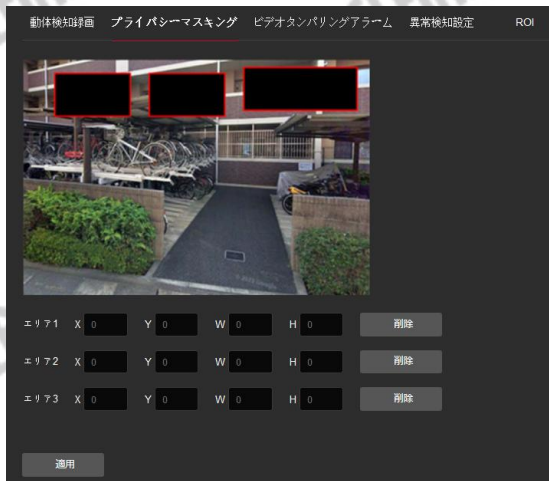 動体検知録画 プライバシーマスキング ビデオタンパリングアラーム 異常検知設定 ROI
エリア1 X 0 Y 0 W 0 H 0 削除
エリア2 X 0 Y 0 W 0 H 0 削除
エリア3 X 0 Y 0 W 0 H 0 削除
適用